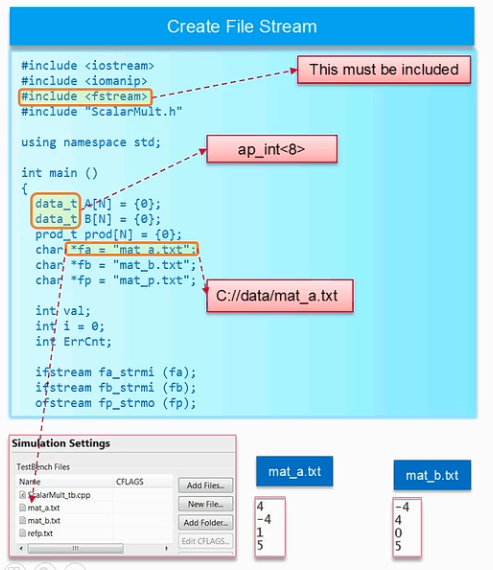 Create File Stream
#include <iostream>
#include <iomanip>
#include <fstream>
#include "ScalarMult.h"
This must be included
using namespace std;
ap_int<8>
int main ()
{
data_t A[N] = {0};
data_t B[N] = {0};
prod_t prod[N] = {0};
char *fa = "mat_a.txt";
char *fb = "mat_b.txt";
char *fp = "mat_p.txt";
C://data/mat_a.txt
int val;
int i = 0;
int ErrCnt;
ifstream fa_strmi (fa);
ifstream fb_strmi (fb);
ofstream fp_strmo (fp);
Simulation Settings
TestBench Files
Name CFLAGS
ScalarMult_tb.cpp
mat_a.txt
mat_b.txt
refp.txt
Add Files...
New File...
Add Folder...
Edit CFLAGS...
mat_a.txt
4
-4
1
5
mat_b.txt
-4
4
0
5